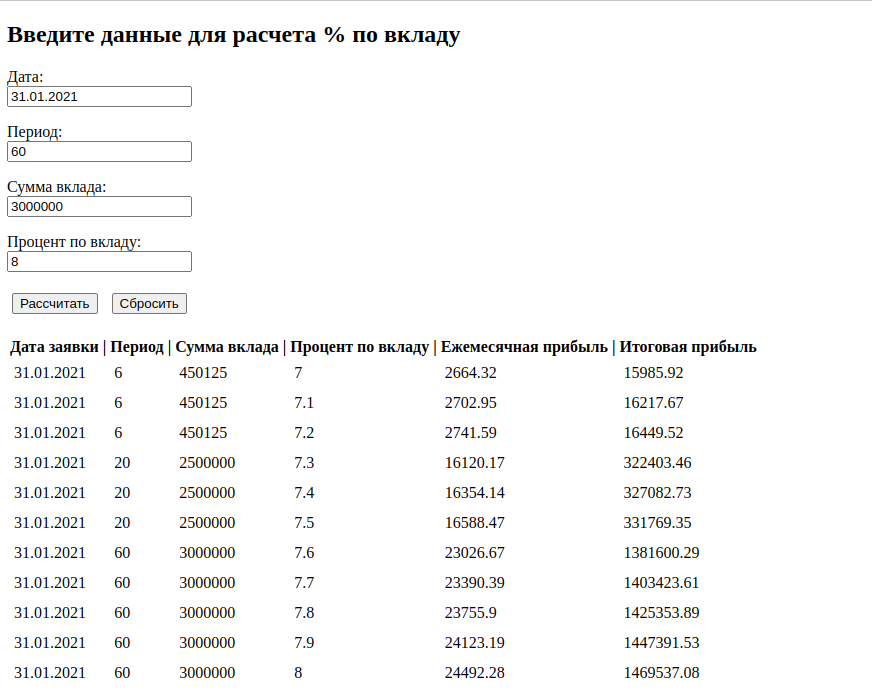 Введите данные для расчета % по вкладу
Дата:
31.01.2021
Период:
60
Сумма вклада:
3000000
Процент по вкладу:
8
Рассчитать Сбросить
Дата заявки | Период | Сумма вклада | Процент по вкладу | Ежемесячная прибыль | Итоговая прибыль
31.01.2021 6 450125 7 2664.32 15985.92
31.01.2021 6 450125 7.1 2702.95 16217.67
31.01.2021 6 450125 7.2 2741.59 16449.52
31.01.2021 20 2500000 7.3 16120.17 322403.46
31.01.2021 20 2500000 7.4 16354.14 327082.73
31.01.2021 20 2500000 7.5 16588.47 331769.35
31.01.2021 60 3000000 7.6 23026.67 1381600.29
31.01.2021 60 3000000 7.7 23390.39 1403423.61
31.01.2021 60 3000000 7.8 23755.9 1425353.89
31.01.2021 60 3000000 7.9 24123.19 1447391.53
31.01.2021 60 3000000 8 24492.28 1469537.08